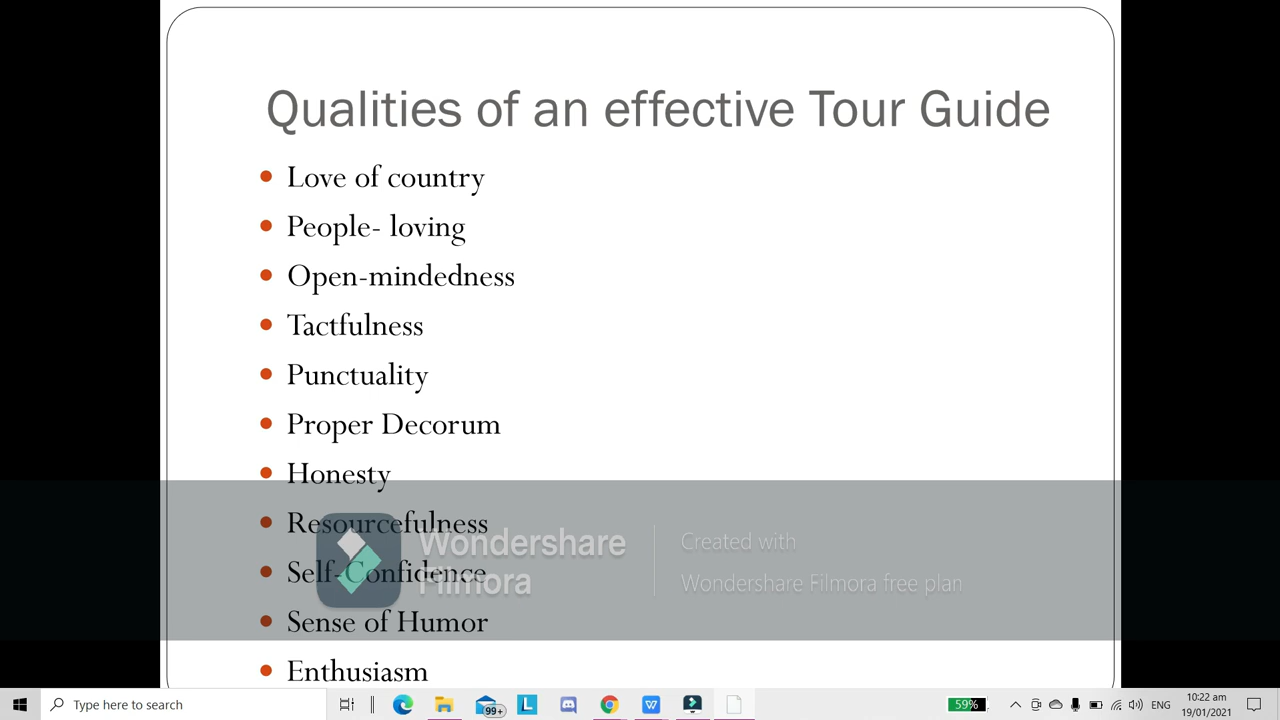 Qualities of an effective Tour Guide
Love of country
People- loving
Open-mindedness
Tactfulness
Punctuality
Proper Decorum
Honesty
Resourcefulness
Self-Confidence
Sense of Humor
Enthusiasm
Wondershare
Filmora
Created with
Wondershare Filmora free plan
Type here to search
99+
L
W
59%
ENG
10:22 am
19/01/2021